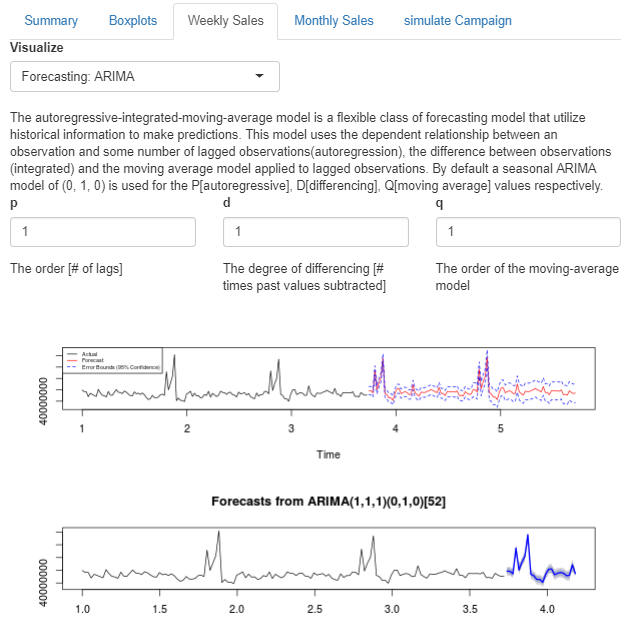 Summary Boxplots Weekly Sales Monthly Sales simulate Campaign
Visualize
Forecasting: ARIMA
The autoregressive-integrated-moving-average model is a flexible class of forecasting model that utilize
historical information to make predictions. This model uses the dependent relationship between an
observation and some number of lagged observations(autoregression), the difference between observations
(integrated) and the moving average model applied to lagged observations. By default a seasonal ARIMA
model of (0, 1, 0) is used for the P[autoregressive], D[differencing], Q[moving average] values respectively.
p d q
1 1 1
The order [# of lags] The degree of differencing [# The order of the moving-average
times past values subtracted] model
Actual
Forecast
Error Bounds (95% Confidence)
40000000
1 2 3 4 5
Time
Forecasts from ARIMA(1,1,1)(0,1,0)[52]
40000000
1.0 1.5 2.0 2.5 3.0 3.5 4.0